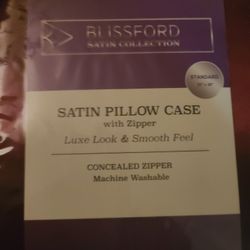 BLISSFORD
SATIN COLLECTION
STANDARD
SATIN PILLOW CASE
with Zipper
Luxe Look & Smooth Feel
CONCEALED ZIPPER
Machine Washable